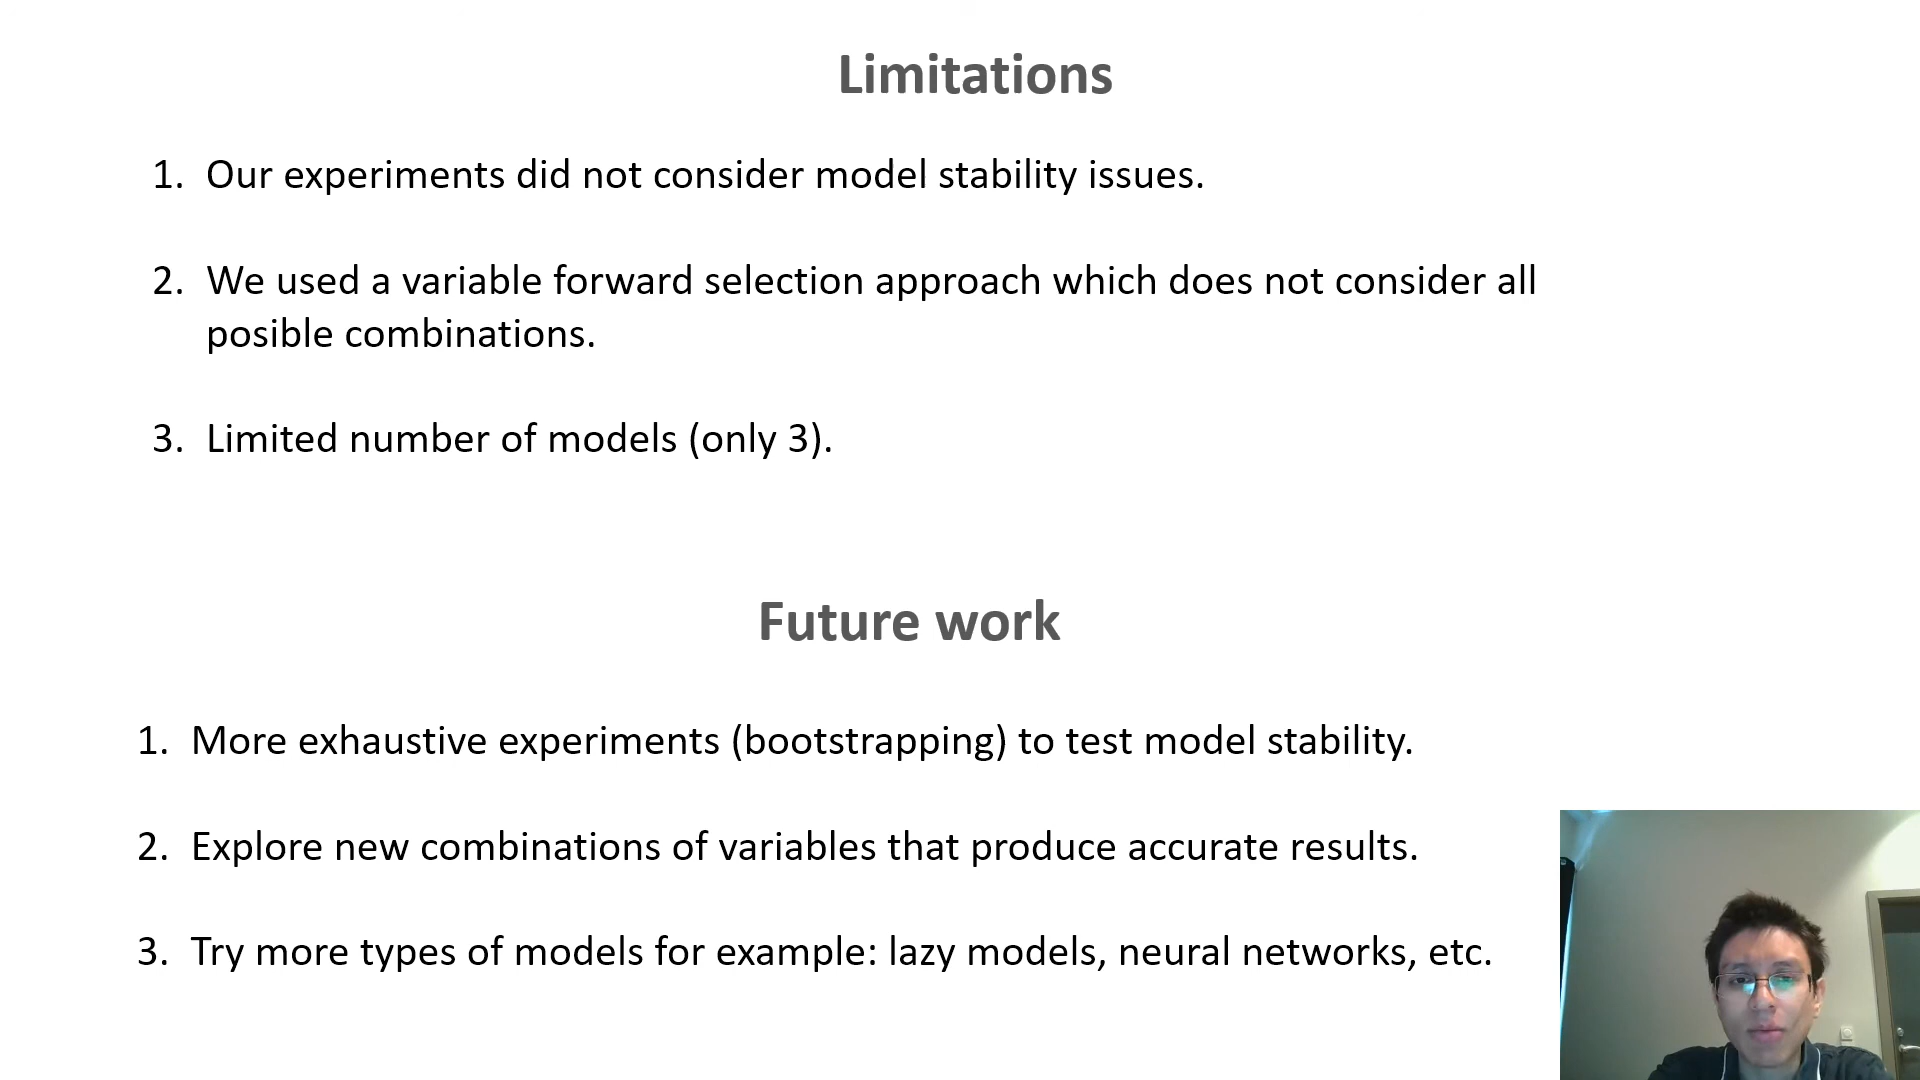 Limitations
1. Our experiments did not consider model stability issues.
2. We used a variable forward selection approach which does not consider all
posible combinations.
3. Limited number of models (only 3).
Future work
1. More exhaustive experiments (bootstrapping) to test model stability.
2. Explore new combinations of variables that produce accurate results.
3. Try more types of models for example: lazy models, neural networks, etc.